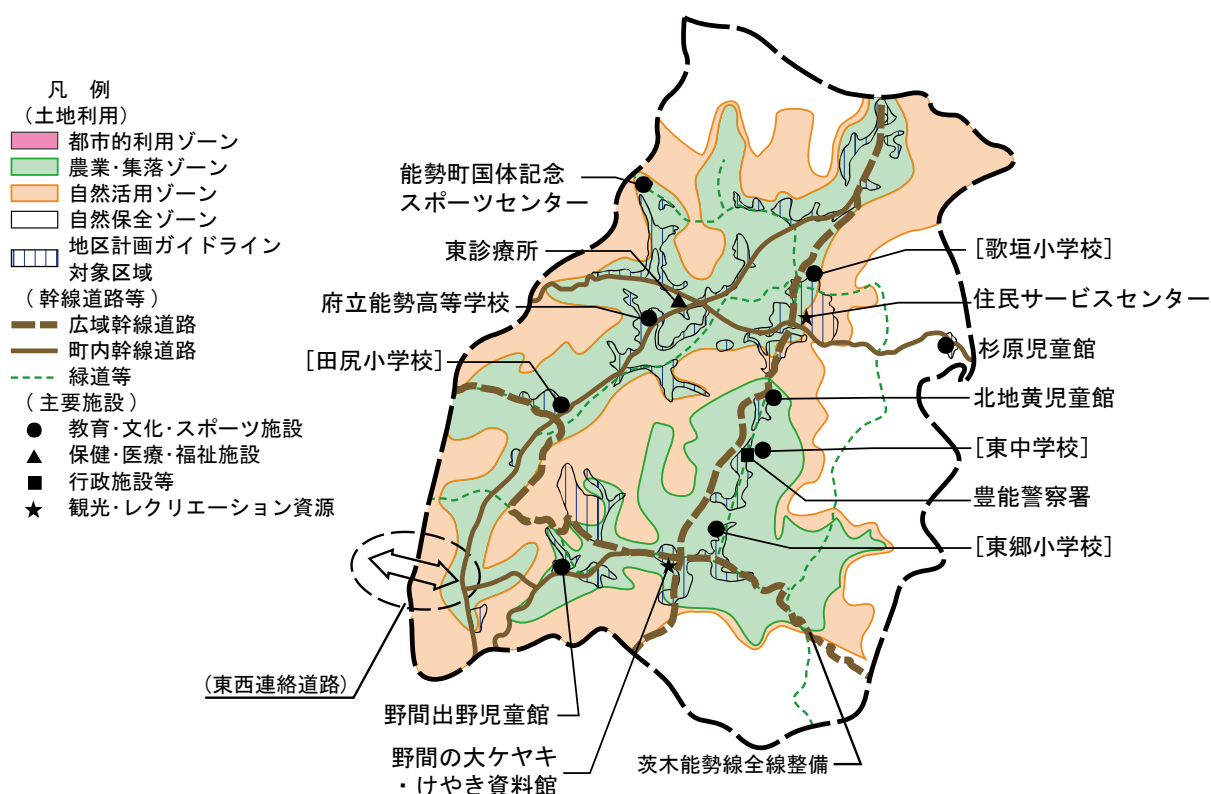 凡 例
(土地利用)
都市的利用ゾーン
農業・集落ゾーン
自然活用ゾーン
自然保全ゾーン
地区計画ガイドライン
対象区域
(幹線道路等)
広域幹線道路
町内幹線道路
緑道等
(主要施設)
教育・文化・スポーツ施設
保健・医療・福祉施設
行政施設等
観光・レクリエーション資源
能勢町国体記念
スポーツセンター
東診療所
府立能勢高等学校
[田尻小学校]
[歌垣小学校]
住民サービスセンター
杉原児童館
北地黄児童館
[東中学校]
豊能警察署
[東郷小学校]
(東西連絡道路)
野間出野児童館
野間の大ケヤキ
・けやき資料館
茨木能勢線全線整備